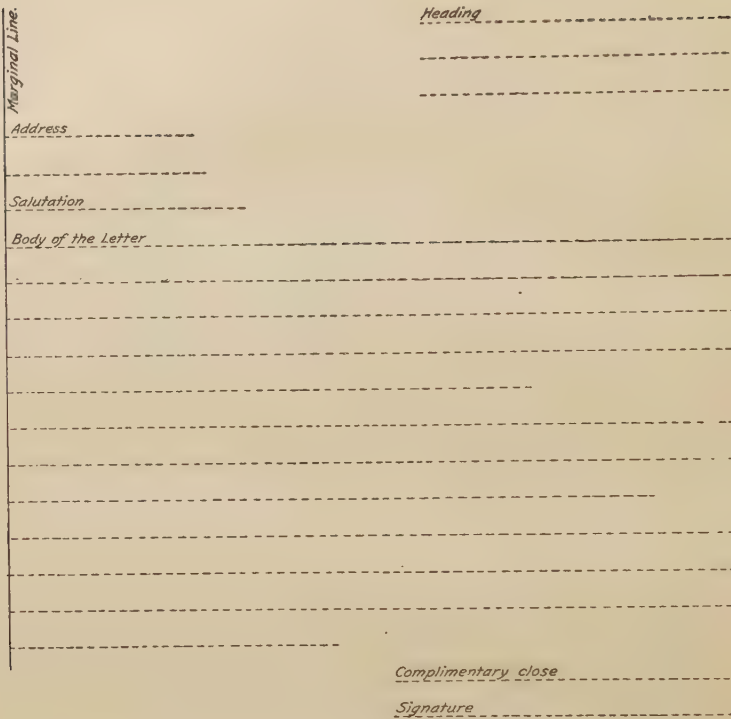 Marginal Line.
Heading
Address
Salutation
Body of the Letter
Complimentary close
Signature